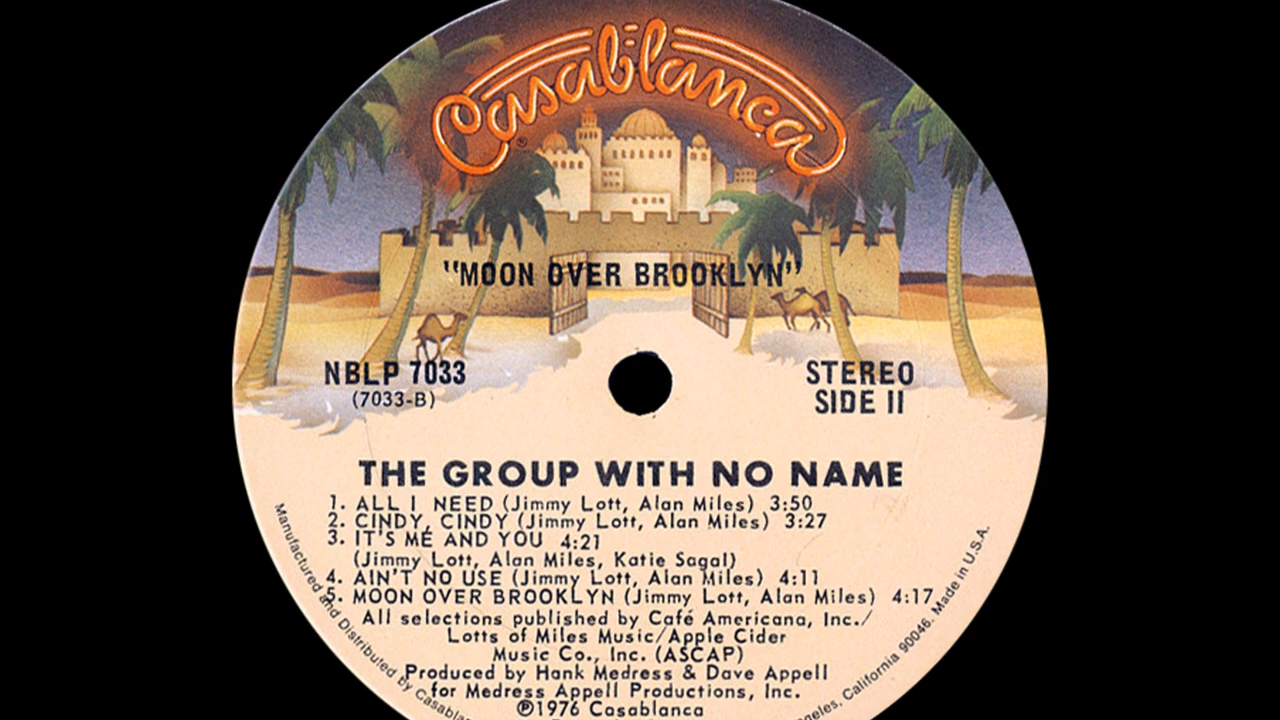 Casablanca
®
"MOON OVER BROOKLYN"
NBLP 7033
(7033-B)
STEREO
SIDE II
THE GROUP WITH NO NAME
1. ALL I NEED (Jimmy Lott, Alan Miles) 3:50
2. CINDY, CINDY (Jimmy Lott, Alan Miles) 3:27
3. IT'S ME AND YOU 4:21
(Jimmy Lott, Alan Miles, Katie Sagal)
4. AIN'T NO USE (Jimmy Lott, Alan Miles) 4:11
5. MOON OVER BROOKLYN (Jimmy Lott, Alan Miles) 4:17
All selections published by Café Americana, Inc./
Lotts of Miles Music/Apple Cider
Music Co., Inc. (ASCAP)
Produced by Hank Medress & Dave Appell
for Medress Appell Productions, Inc.
℗1976 Casablanca
Manufactured and Distributed by California 90046. Made in U.S.A.